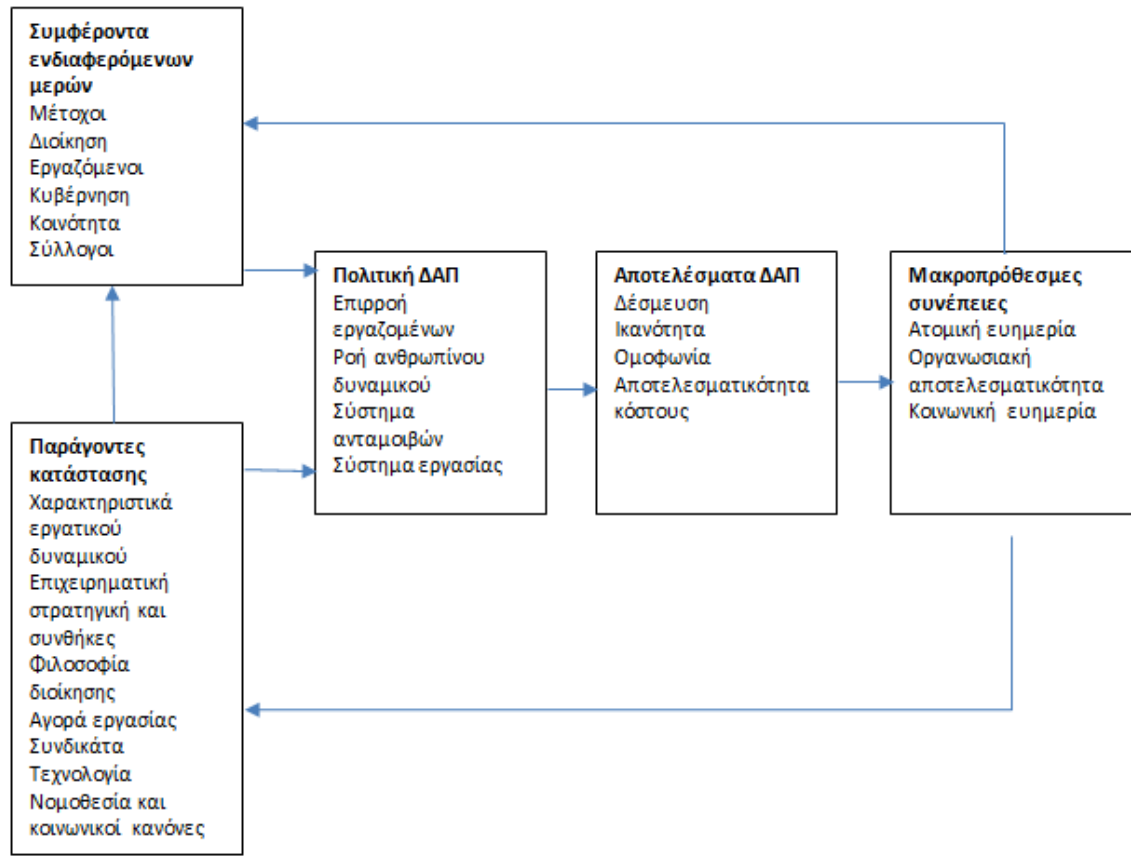 Συμφέροντα
ενδιαφερόμενων
μερών
Μέτοχοι
Διοίκηση
Εργαζόμενοι
Κυβέρνηση
Κοινότητα
Σύλλογοι
Παράγοντες
κατάστασης
Χαρακτηριστικά
εργατικού
δυναμικού
Επιχειρηματική
στρατηγική και
συνθήκες
Φιλοσοφία
διοίκησης
Αγορά εργασίας
Συνδικάτα
Τεχνολογία
Νομοθεσία και
κοινωνικοί κανόνες
Πολιτική ΔΑΠ
Επιρροή
εργαζομένων
Ροή ανθρωπίνου
δυναμικού
Σύστημα
ανταμοιβών
Σύστημα εργασίας
Αποτελέσματα ΔΑΠ
Δέσμευση
Ικανότητα
Ομοφωνία
Αποτελεσματικότητα
κόστους
Μακροπρόθεσμες
συνέπειες
Ατομική ευημερία
Οργανωσιακή
αποτελεσματικότητα
Κοινωνική ευημερία